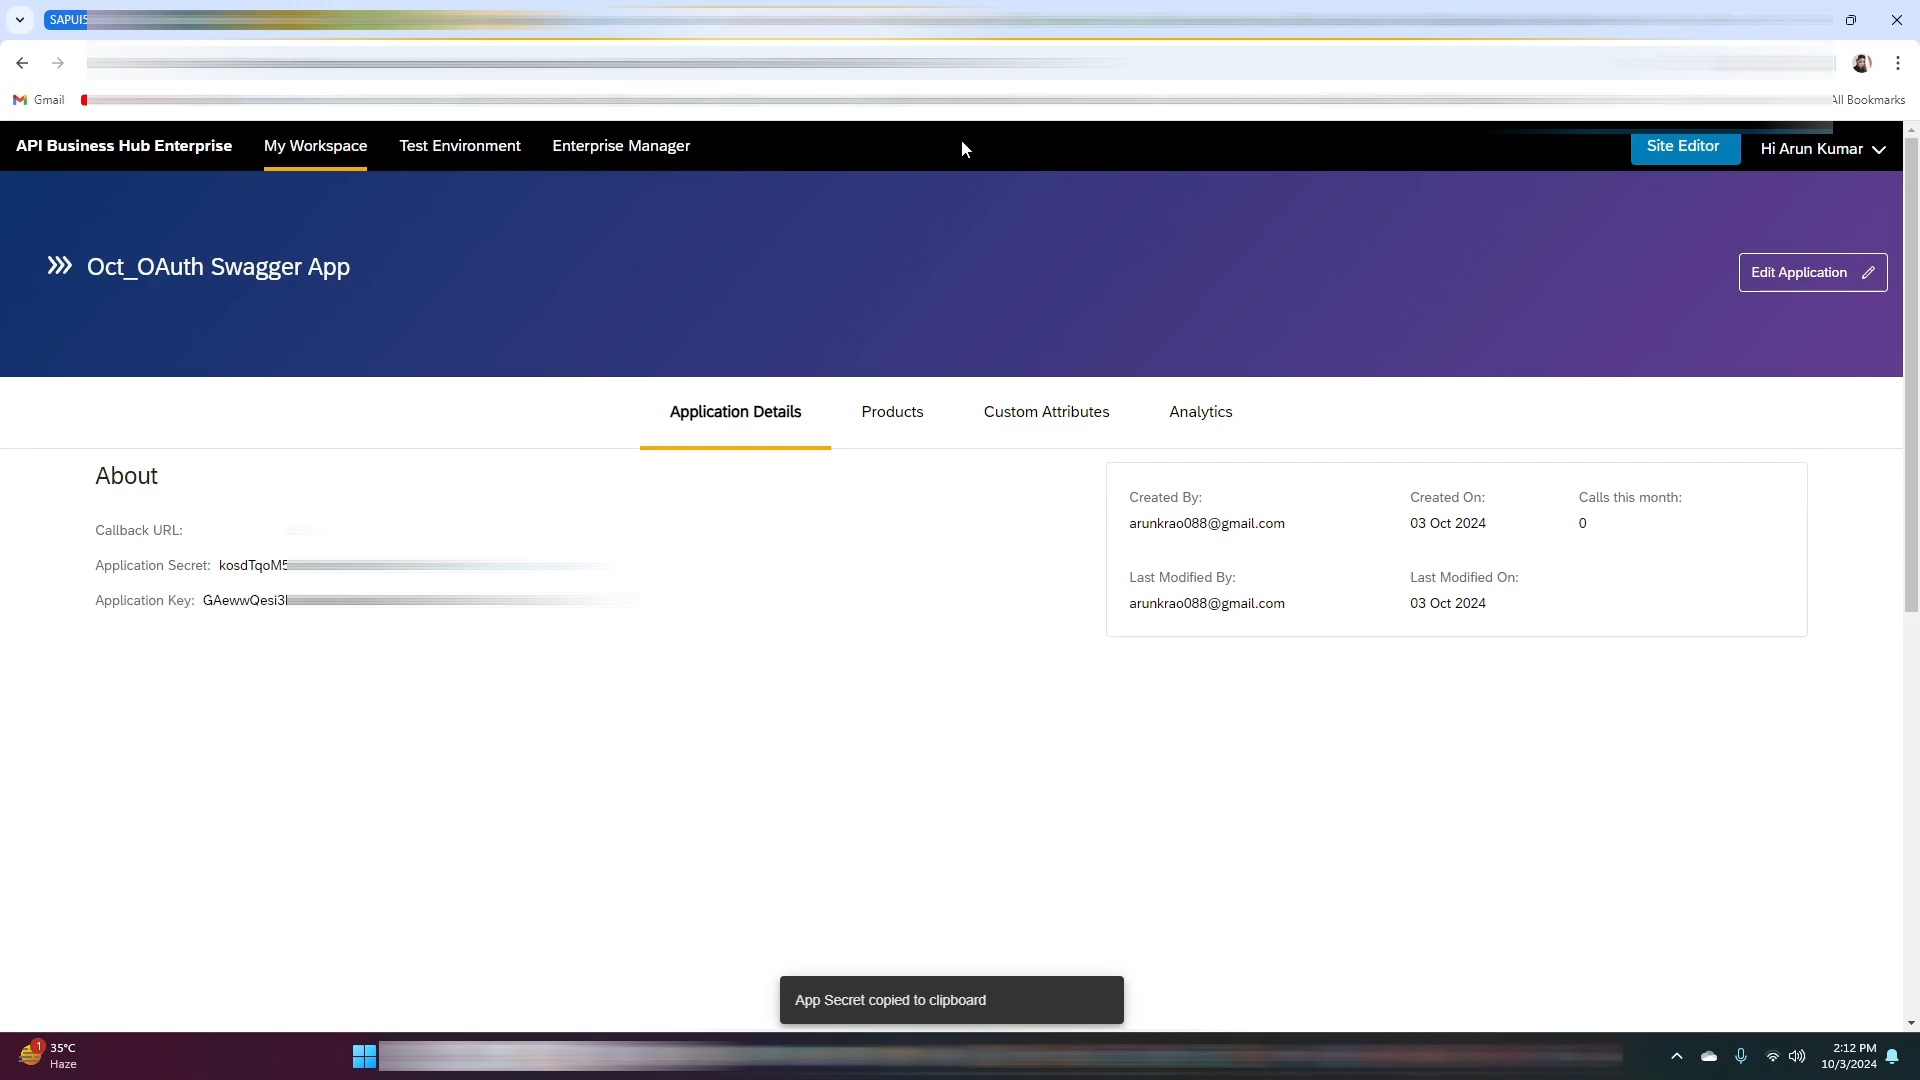 SAPUI5
Gmail
All Bookmarks
API Business Hub Enterprise My Workspace Test Environment Enterprise Manager Site Editor Hi Arun Kumar
Oct_OAuth Swagger App
Edit Application
Application Details Products Custom Attributes Analytics
About
Callback URL:
Application Secret: kosdTqoM5
Application Key: GAewwQesi3
Created By: Created On: Calls this month:
arunkrao088@gmail.com 03 Oct 2024 0
Last Modified By: Last Modified On:
arunkrao088@gmail.com 03 Oct 2024
App Secret copied to clipboard
1
35°C
Haze
2:12 PM
10/3/2024